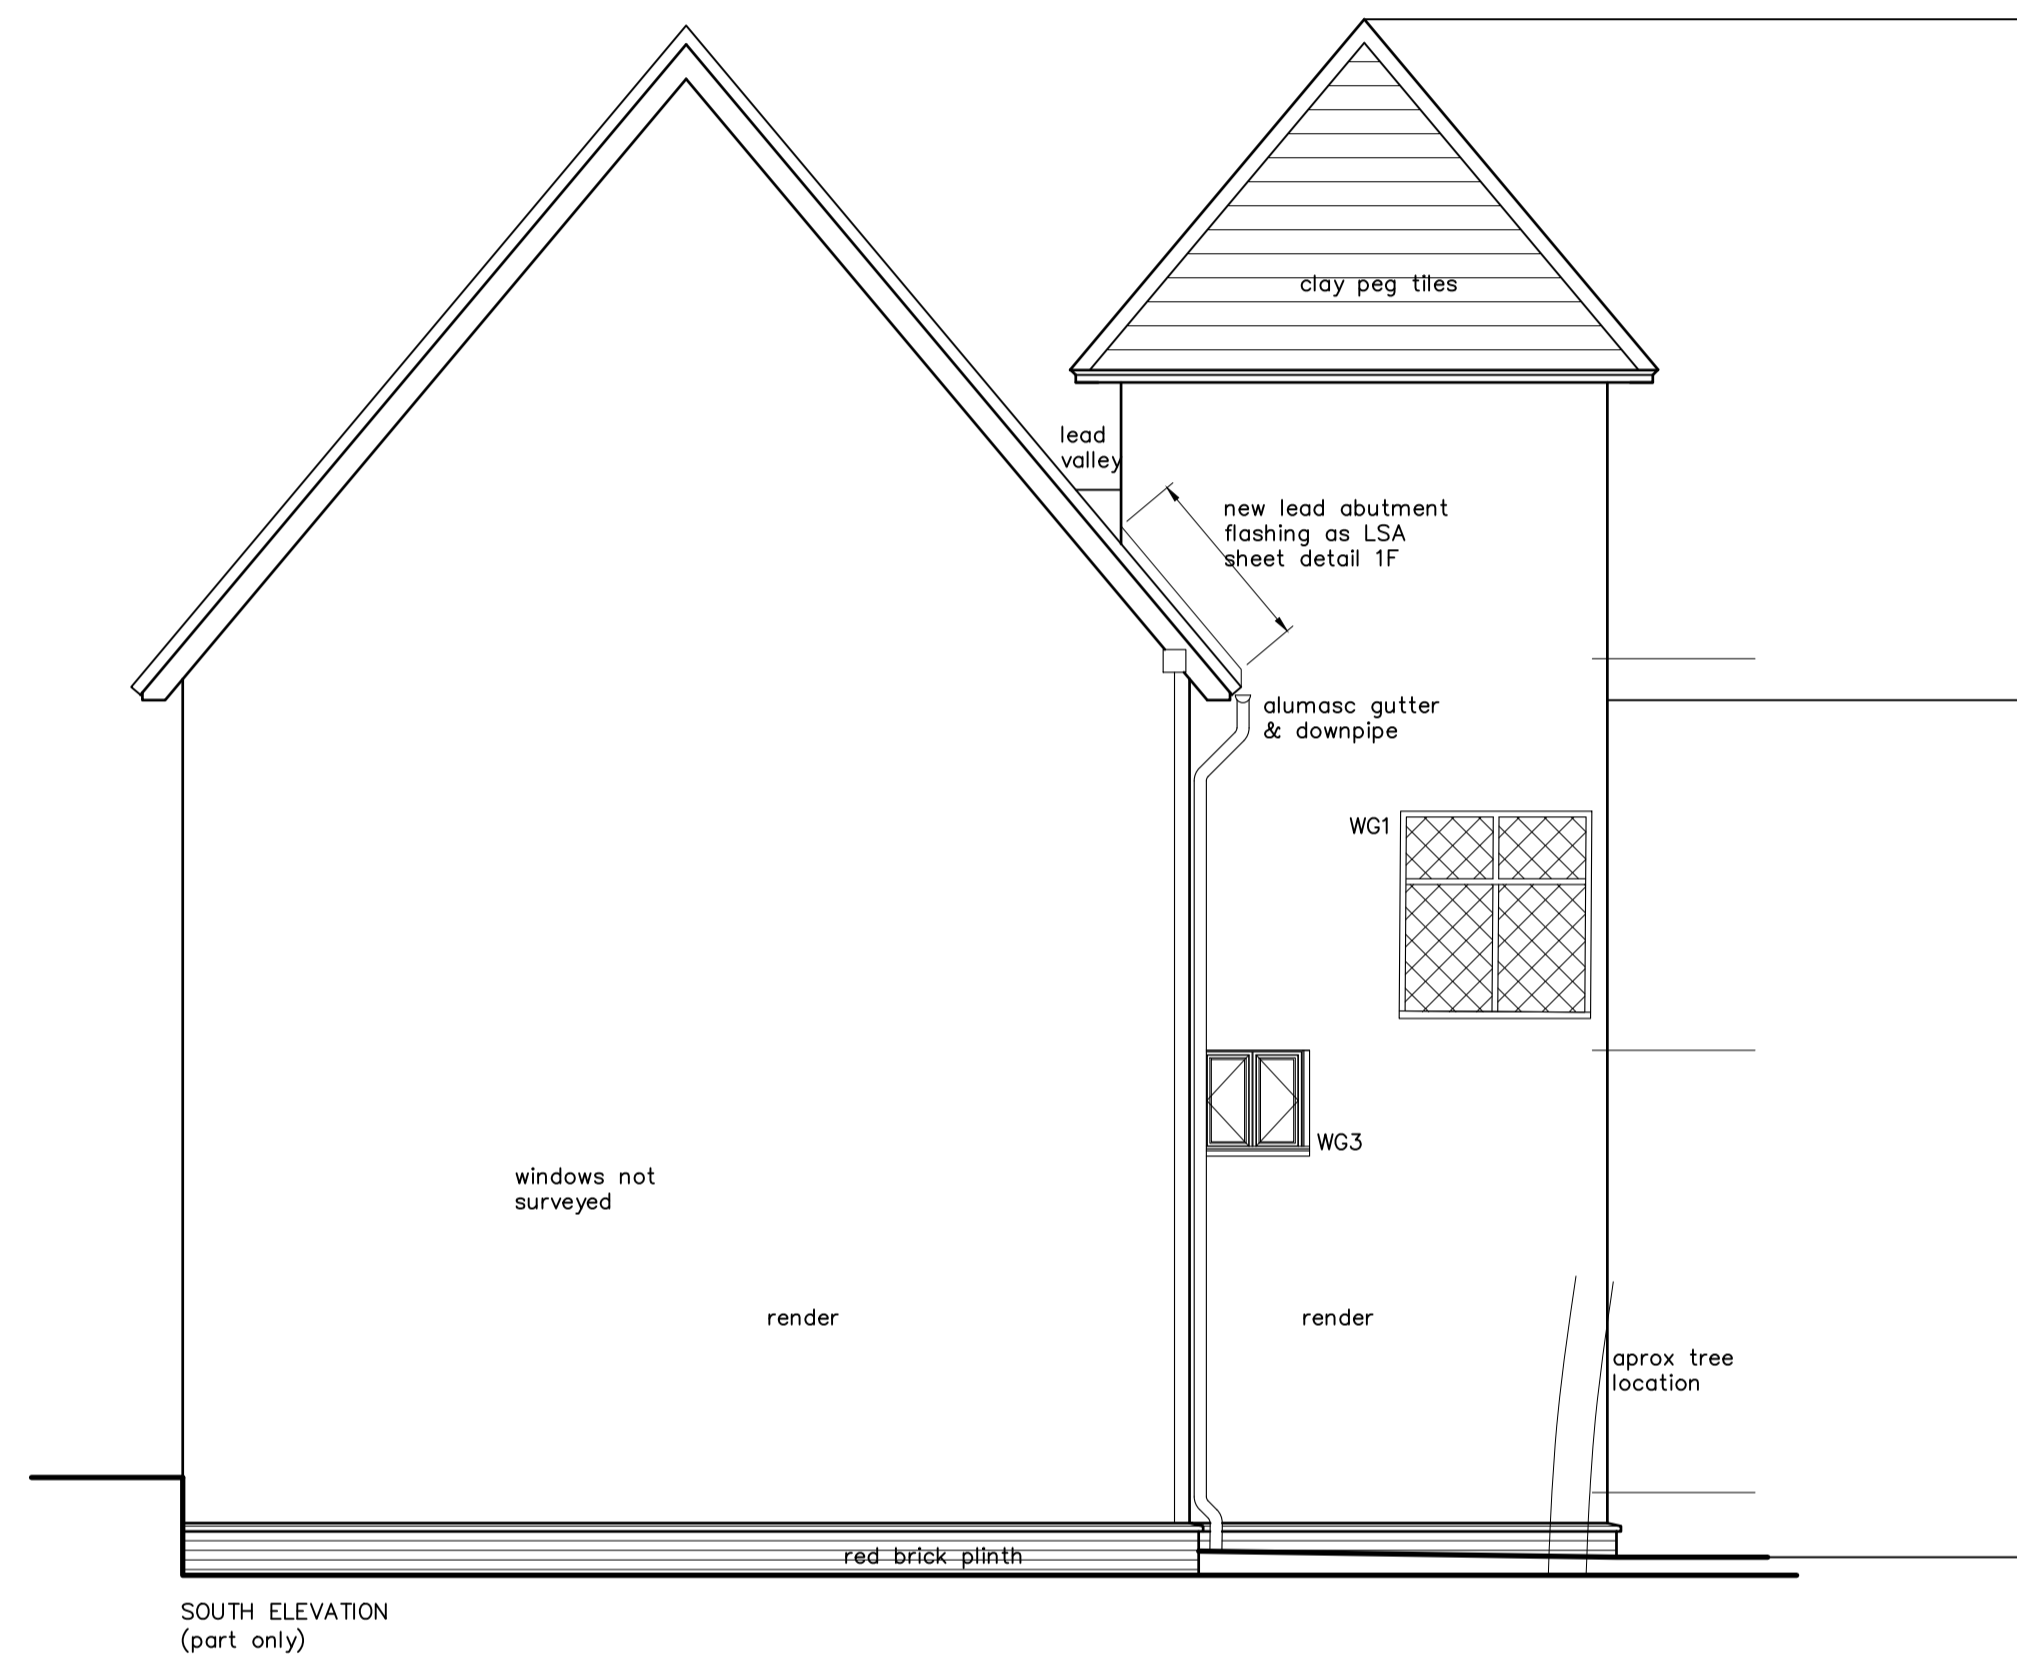 clay peg tiles
lead
valley
new lead abutment
flashing as LSA
sheet detail 1F
alumasc gutter
& downpipe
WG1
WG3
windows not
surveyed
render
render
aprox tree
location
red brick plinth
SOUTH ELEVATION
(part only)